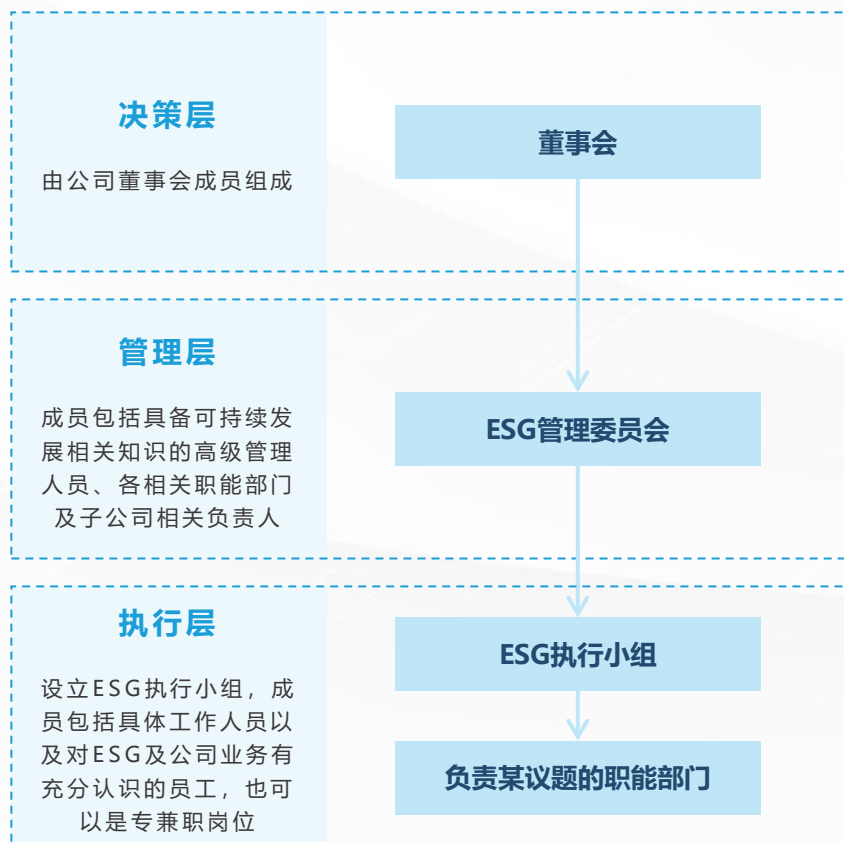 决策层
由公司董事会成员组成
董事会
管理层
成员包括具备可持续发
展相关知识的高级管理
人员、各相关职能部门
及子公司相关负责人
ESG管理委员会
执行层
设立ESG执行小组，成
员包括具体工作人员以
及对ESG及公司业务有
充分认识的员工，也可
以是专兼职岗位
ESG执行小组
负责某议题的职能部门